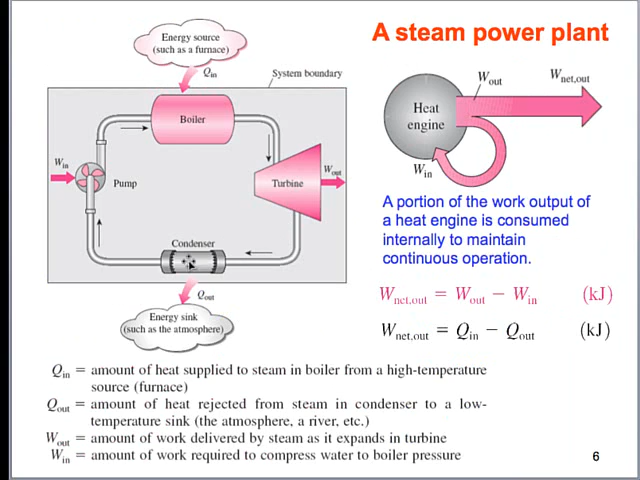 A steam power plant
Energy source
(such as a furnace)
Qin
System boundary
Boiler
Win
Pump
Turbine
Wout
Condenser
Qout
Energy sink
(such as the atmosphere)
Wout
Wnet,out
Heat
engine
Win
A portion of the work output of
a heat engine is consumed
internally to maintain
continuous operation.
Wnet,out = Wout − Win (kJ)
Wnet,out = Qin − Qout (kJ)
Qin = amount of heat supplied to steam in boiler from a high-temperature
source (furnace)
Qout = amount of heat rejected from steam in condenser to a low-
temperature sink (the atmosphere, a river, etc.)
Wout = amount of work delivered by steam as it expands in turbine
Win = amount of work required to compress water to boiler pressure
6